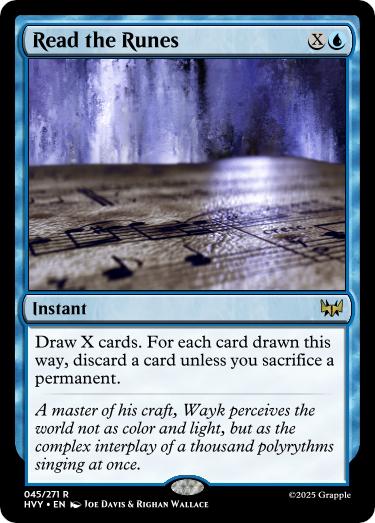 Read the Runes X
cresc
Instant
Draw X cards. For each card drawn this
way, discard a card unless you sacrifice a
permanent.
A master of his craft, Wayk perceives the
world not as color and light, but as the
complex interplay of a thousand polyrytms
singing at once.
045/271 R
HVY • EN Joe Davis & Righan Wallace
©2025 Grapple